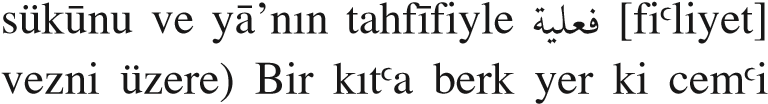 sükūnu ve yā’nın tahfīfiyle فعلية [fiᶜliyet]
vezni üzere) Bir kıtᶜa berk yer ki cemᶜi